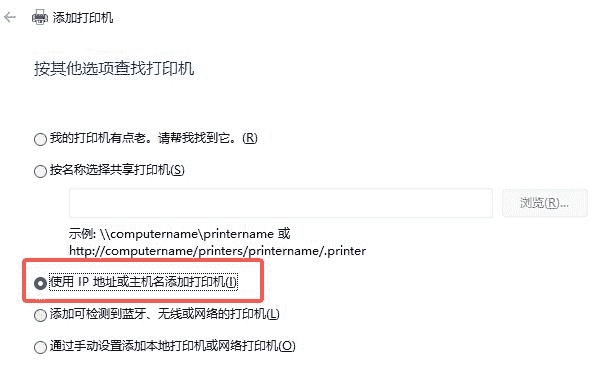 添加打印机
按其他选项查找打印机
我的打印机有点老。请帮我找到它。(R)
按名称选择共享打印机(S)
浏览(R)...
示例: \\computername\printername 或
http://computername/printers/printername/.printer
使用 IP 地址或主机名添加打印机(I)
添加可检测到蓝牙、无线或网络的打印机(L)
通过手动设置添加本地打印机或网络打印机(O)